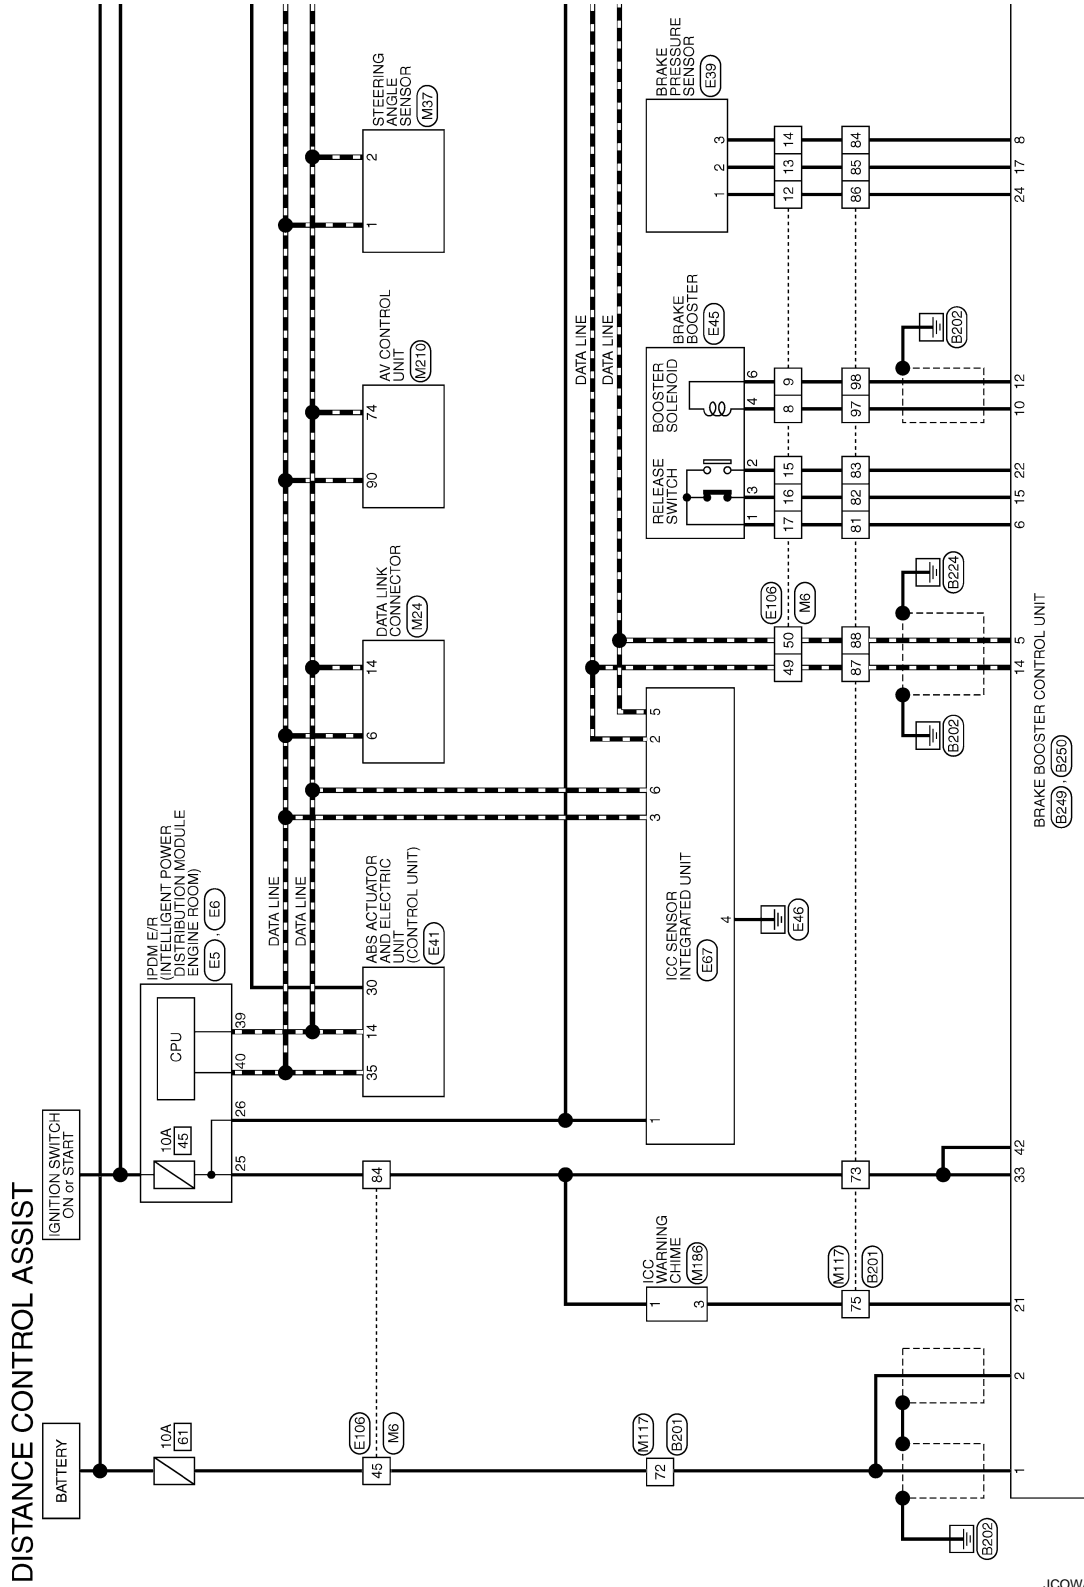 DISTANCE CONTROL ASSIST
BATTERY
IGNITION SWITCH
ON or START
10A
61
10A
45
IPDM E/R
(INTELLIGENT POWER
DISTRIBUTION MODULE
ENGINE ROOM)
E5 , E6
CPU
25
26
40
39
DATA LINE
DATA LINE
E106
M6
45
84
35
14
30
ABS ACTUATOR
AND ELECTRIC
UNIT
(CONTROL UNIT)
E41
6
14
DATA LINK
CONNECTOR
M24
90
74
AV CONTROL
UNIT
M210
1
2
STEERING
ANGLE
SENSOR
M37
DATA LINE
DATA LINE
M117
B201
72
ICC
WARNING
CHIME
M186
1
3
ICC SENSOR
INTEGRATED UNIT
E67
1
3
6
2
5
4
E46
RELEASE
SWITCH
BOOSTER
SOLENOID
BRAKE
BOOSTER
E45
1
3
2
4
6
BRAKE
PRESSURE
SENSOR
E39
1
2
3
E106
M6
49
50
17
16
15
8
9
12
13
14
M117
B201
75
73
87
88
81
82
83
97
98
86
85
84
B202
B202
B224
B202
1
2
21
33
42
14
5
6
15
22
10
12
24
17
8
BRAKE BOOSTER CONTROL UNIT
B249 , B250